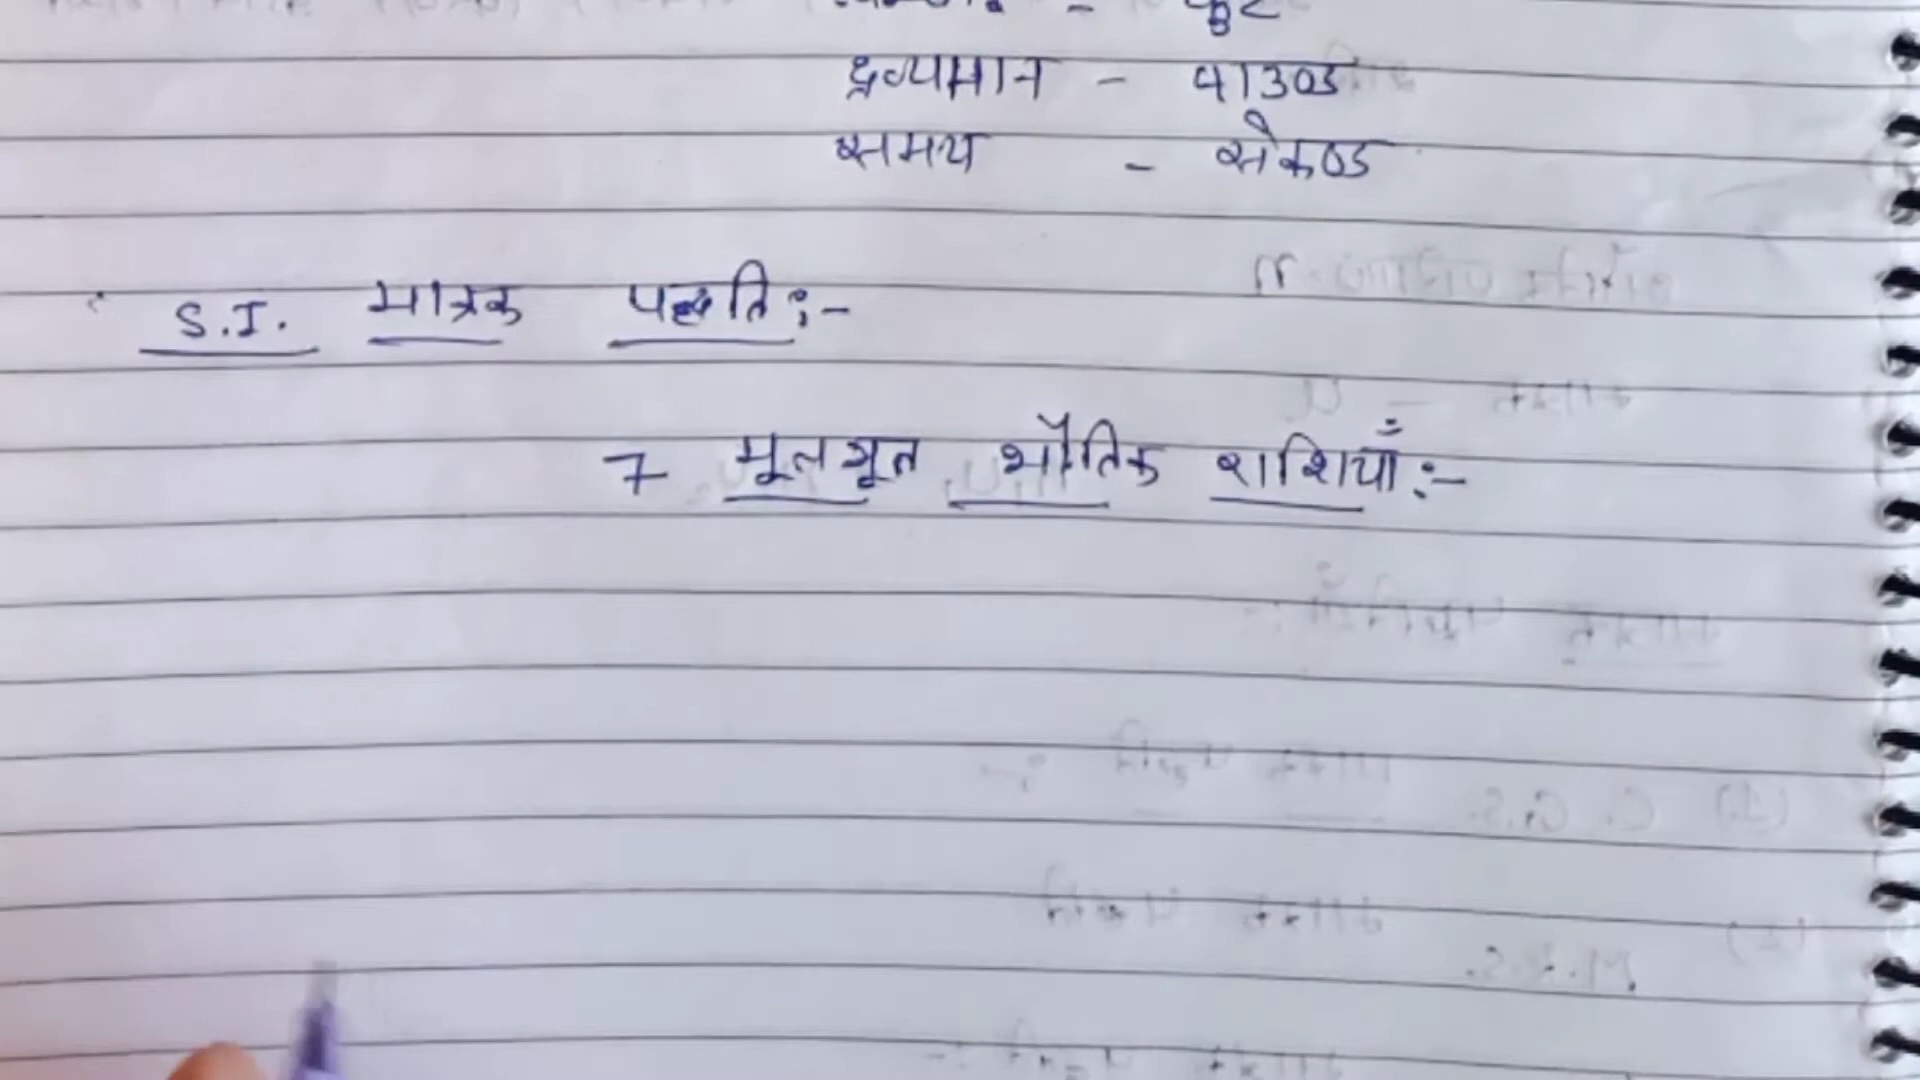 फुट
द्रव्यमान - पाउण्ड
समय - सेकण्ड
S.I. मात्रक पद्धति :-
7 मूलभूत भौतिक राशियाँ :-